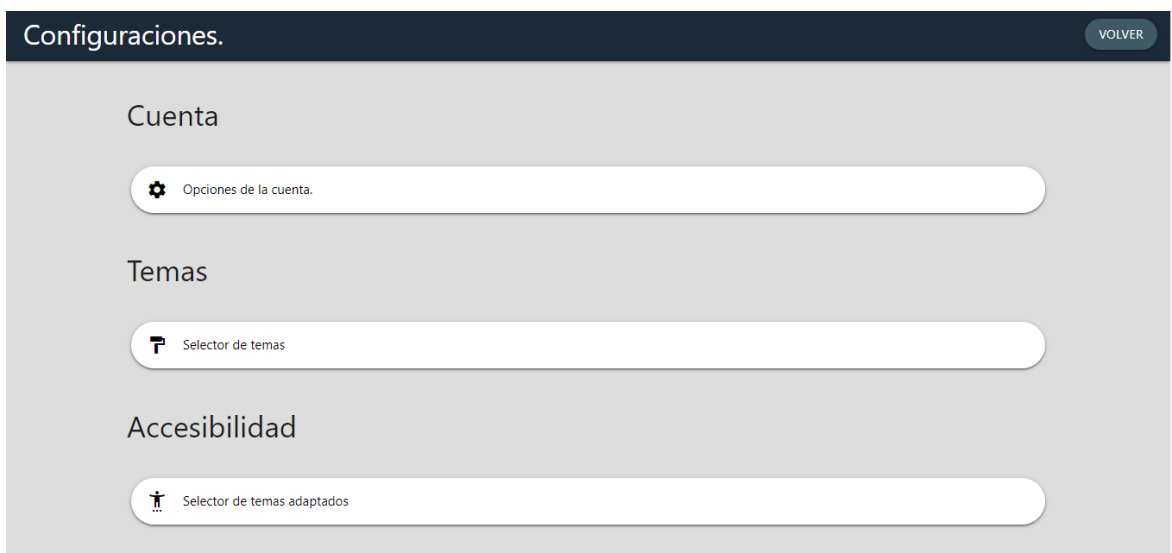 Configuraciones.
VOLVER
Cuenta
Opciones de la cuenta.
Temas
Selector de temas
Accesibilidad
Selector de temas adaptados